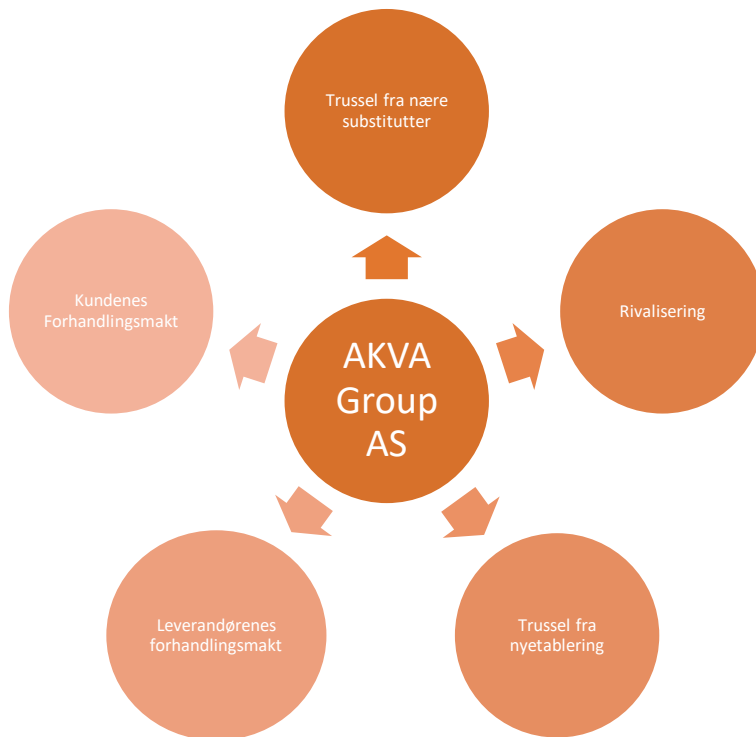 Trussel fra nære
substitutter
Kundenes
Forhandlingsmakt
Rivalisering
AKVA
Group
AS
Leverandørenes
forhandlingsmakt
Trussel fra
nyetablering